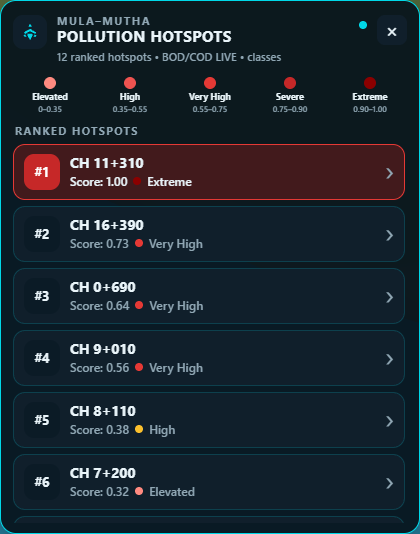 MULA–MUTHA
POLLUTION HOTSPOTS
12 ranked hotspots • BOD/COD LIVE • classes
Elevated
0–0.35
High
0.35–0.55
Very High
0.55–0.75
Severe
0.75–0.90
Extreme
0.90–1.00
RANKED HOTSPOTS
#1
CH 11+310
Score: 1.00 Extreme
#2
CH 16+390
Score: 0.73 Very High
#3
CH 0+690
Score: 0.64 Very High
#4
CH 9+010
Score: 0.56 Very High
#5
CH 8+110
Score: 0.38 High
#6
CH 7+200
Score: 0.32 Elevated